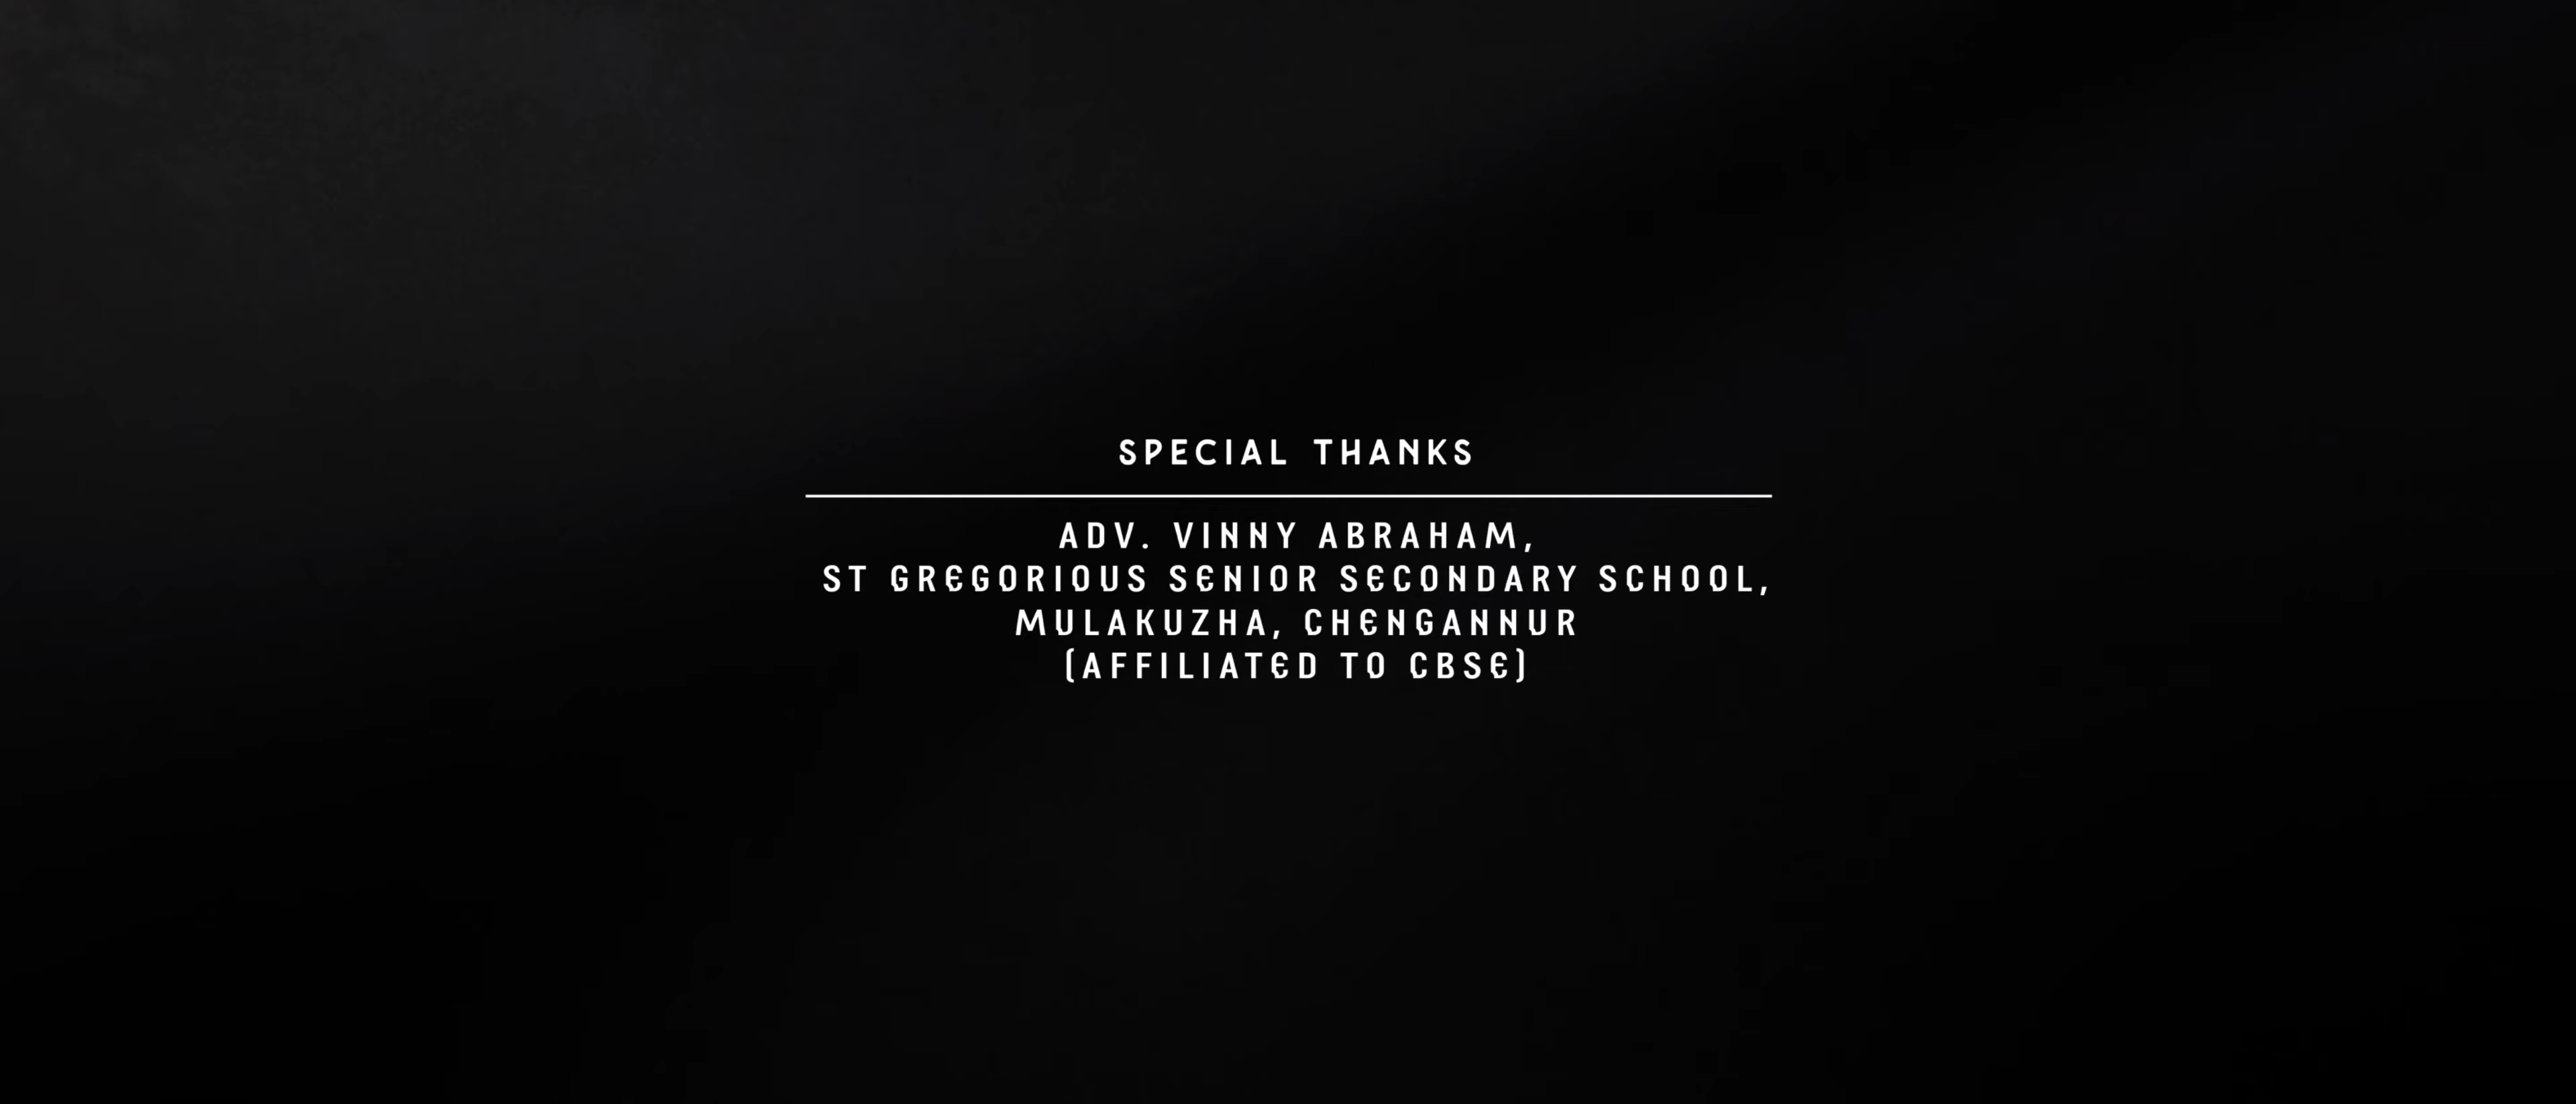 SPECIAL THANKS
ADV. VINNY ABRAHAM,
ST GREGORIOUS SENIOR SECONDARY SCHOOL,
MULAKUZHA, CHENGANNUR
(AFFILIATED TO CBSE)